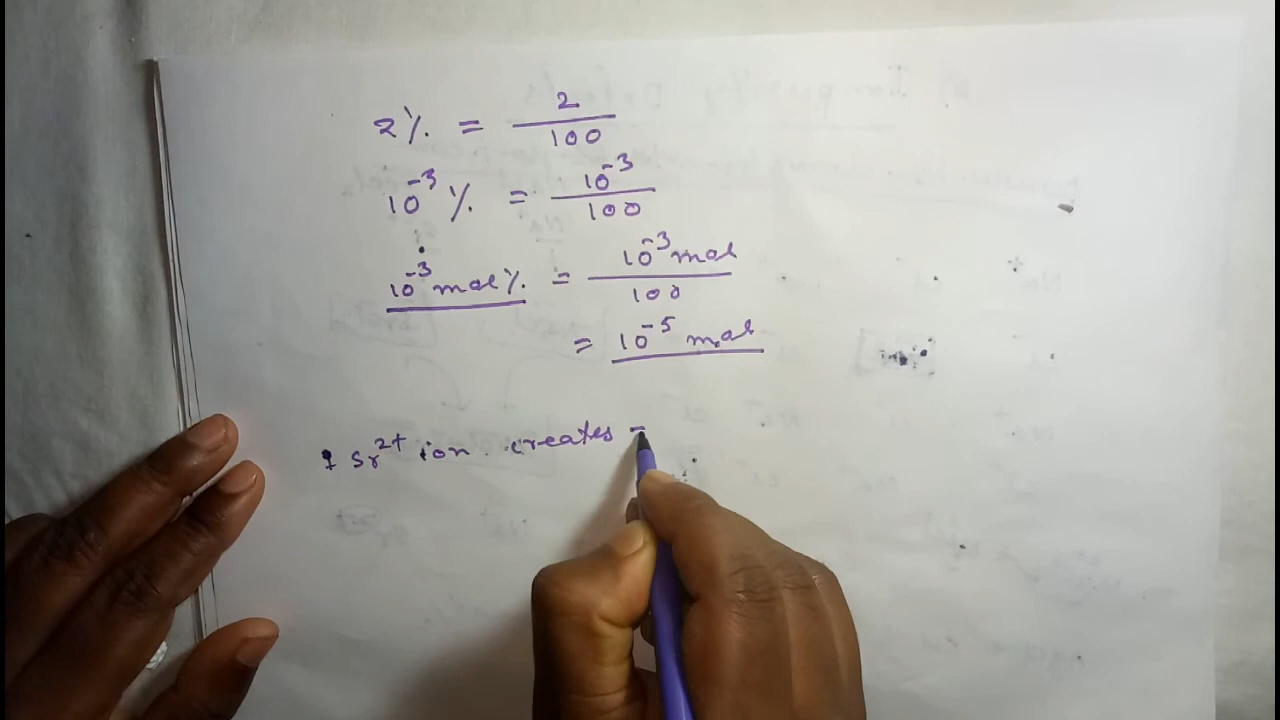 2% = 2/100
10⁻³% = 10⁻³/100
10⁻³ mol% = 10⁻³ mol/100
= 10⁻⁵ mol
1 Sr²⁺ ion creates